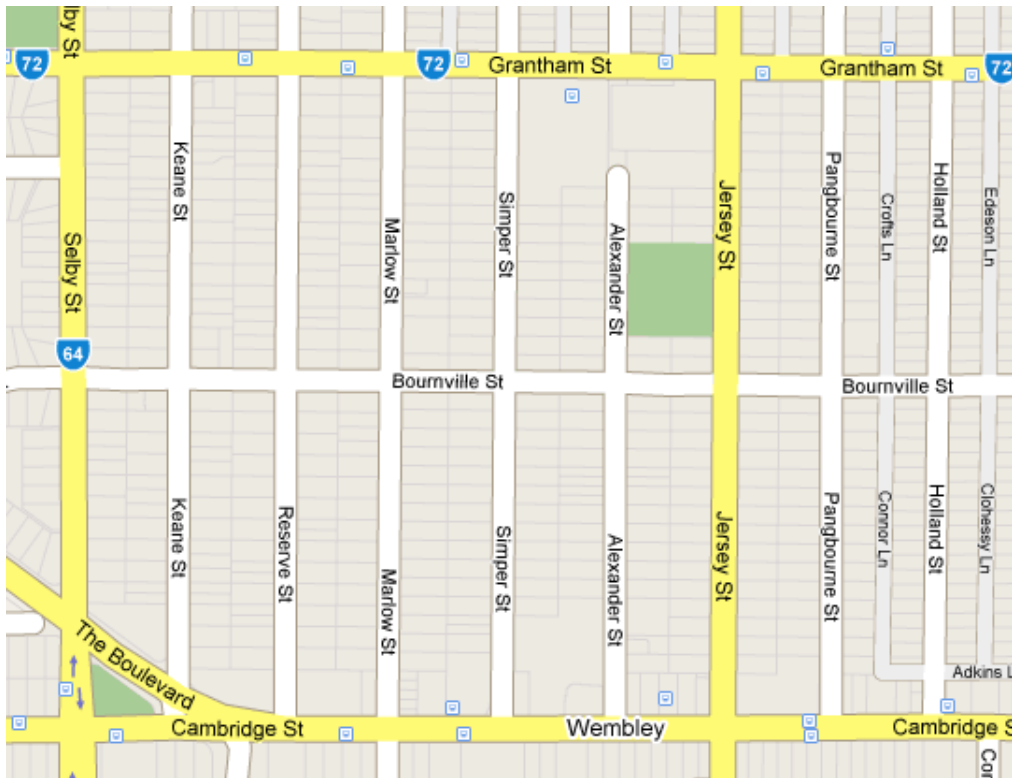 lby St
72
72
Grantham St
Grantham St
72
Keane St
Marlow St
Simper St
Alexander St
Jersey St
Pangbourne St
Crofts Ln
Holland St
Edeson Ln
Selby St
64
Bournville St
Bournville St
Keane St
Reserve St
Marlow St
Simper St
Alexander St
Jersey St
Pangbourne St
Connor Ln
Holland St
Clohessy Ln
The Boulevard
Adkins L
Cambridge St
Wembley
Cambridge S
Cor